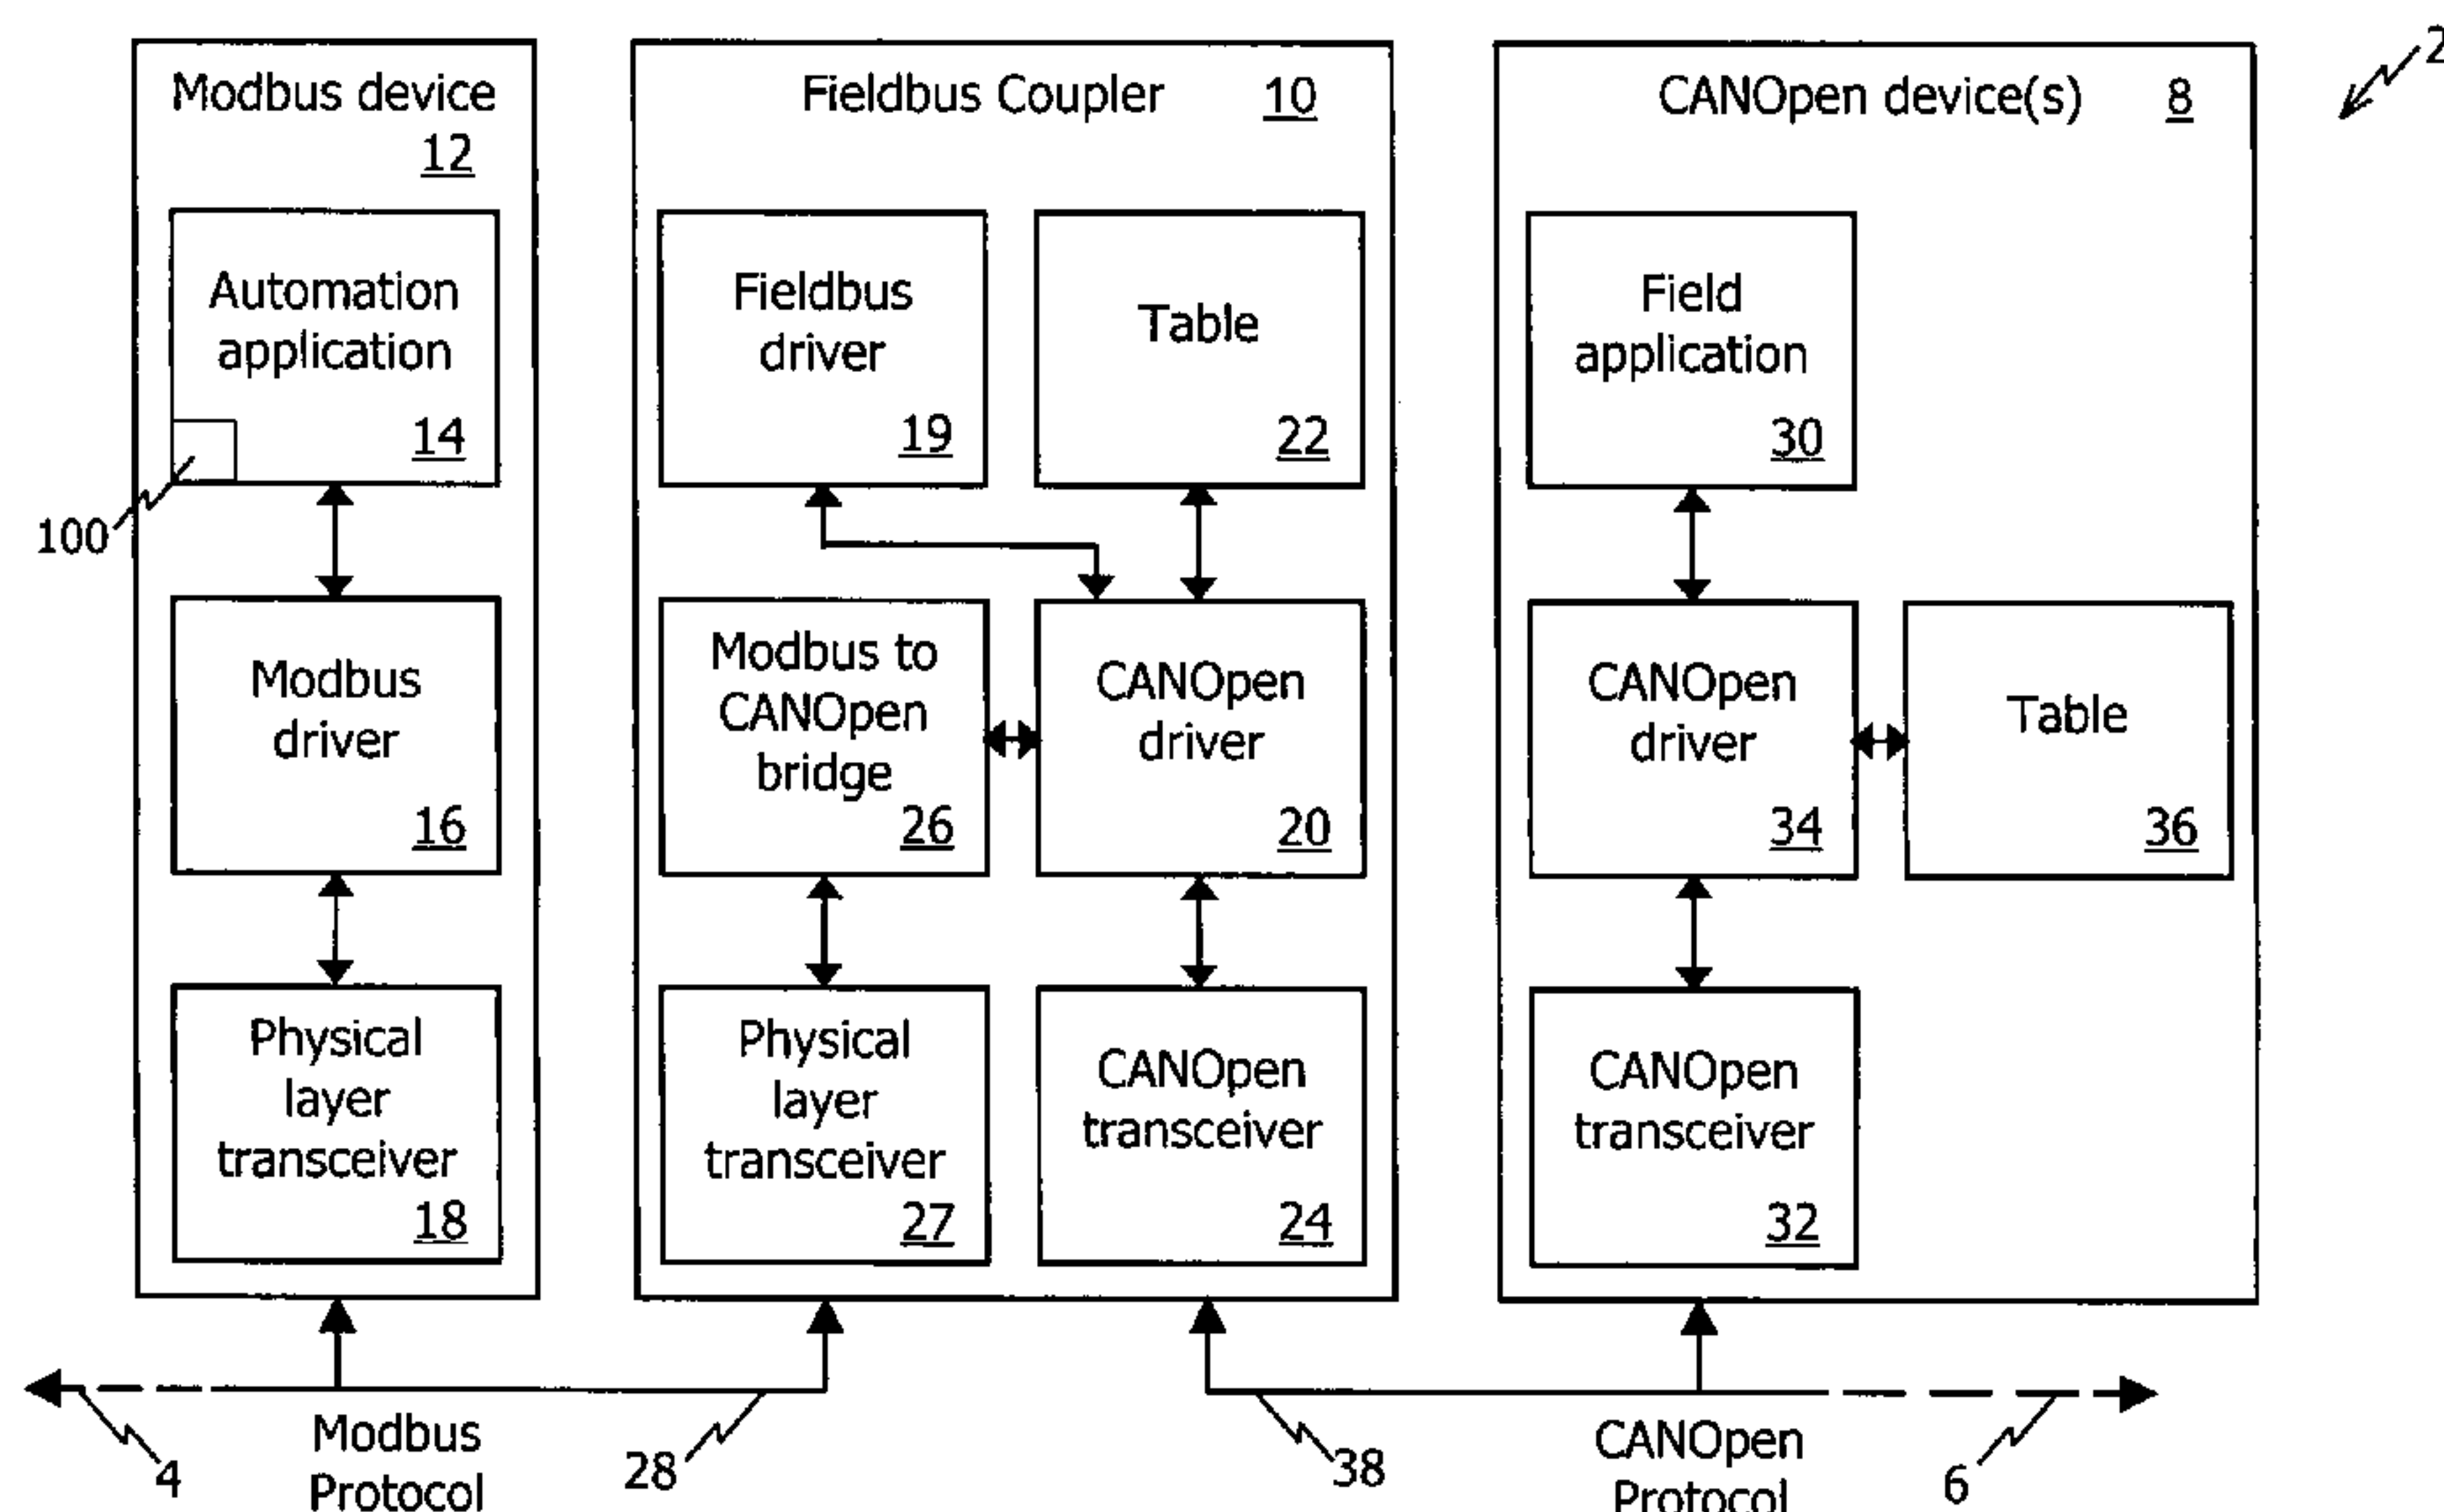 2
Modbus device
12
Fieldbus Coupler 10
CANOpen device(s) 8
Automation
application
14
100
Fieldbus
driver
19
Table
22
Field
application
30
Modbus
driver
16
Modbus to
CANOpen
bridge
26
CANOpen
driver
20
CANOpen
driver
34
Table
36
Physical
layer
transceiver
18
Physical
layer
transceiver
27
CANOpen
transceiver
24
CANOpen
transceiver
32
4
Modbus
Protocol
28
38
CANOpen
Protocol
6